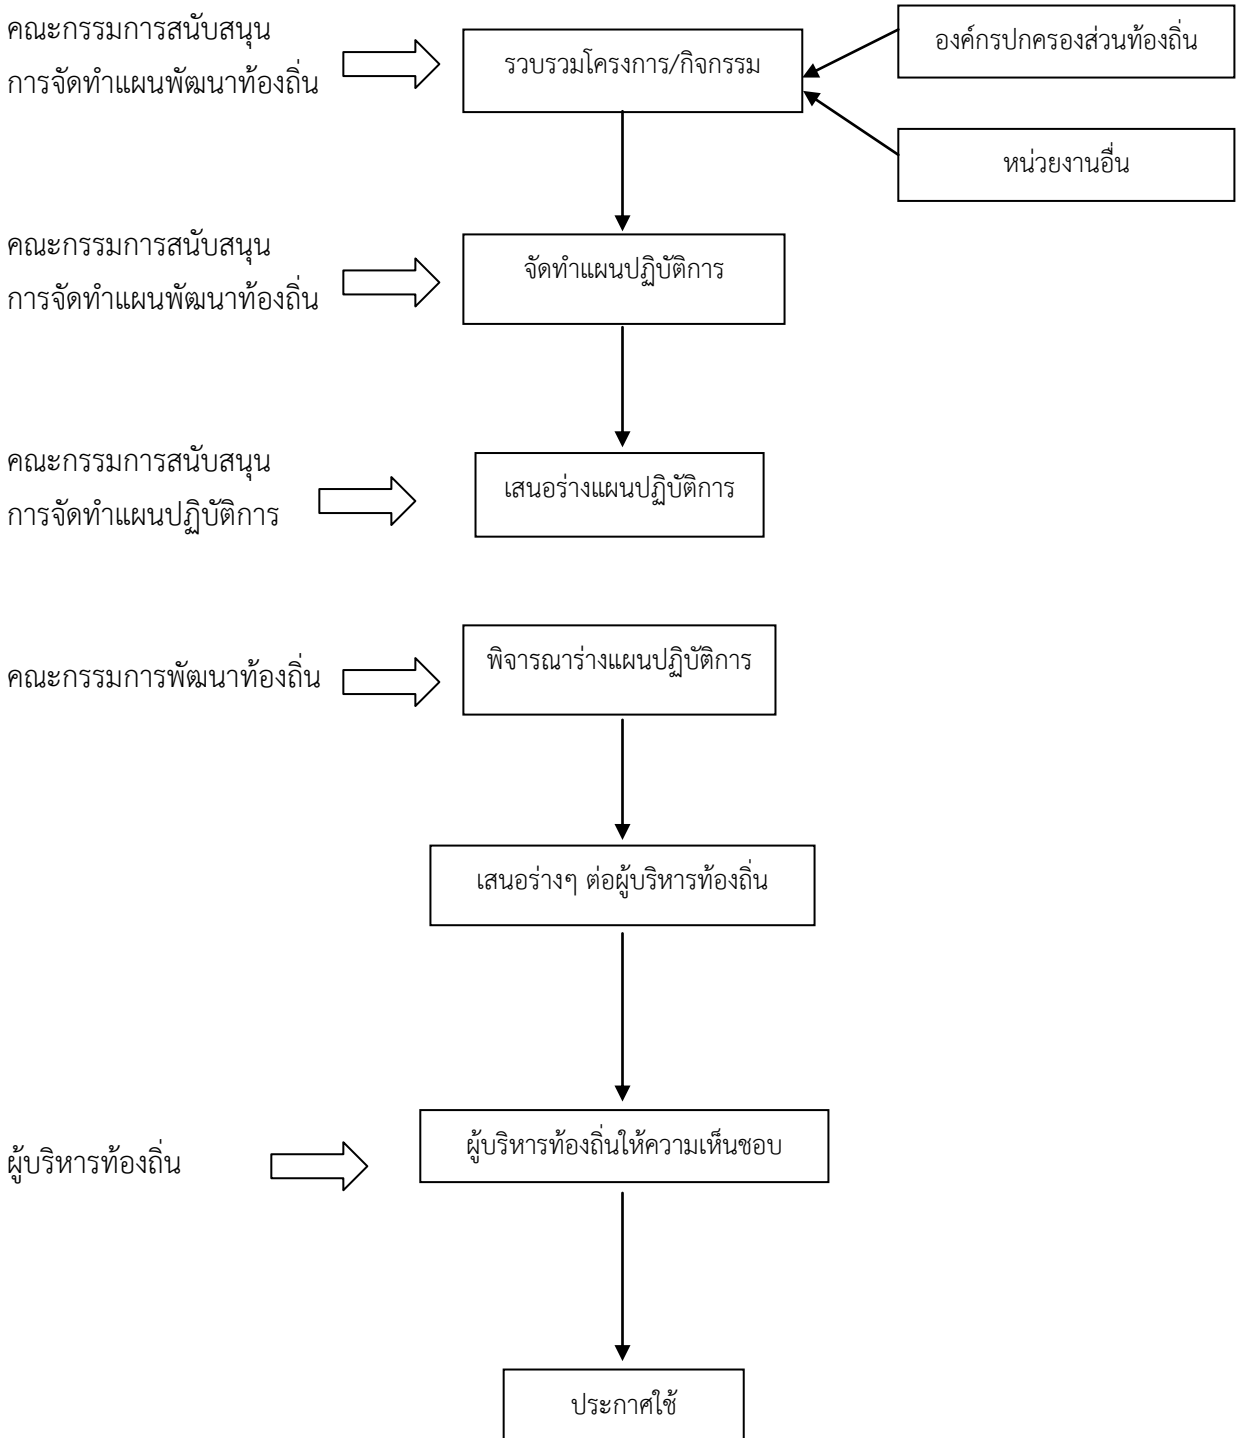 คณะกรรมการสนับสนุน
การจัดทำแผนพัฒนาท้องถิ่น
รวบรวมโครงการ/กิจกรรม
องค์กรปกครองส่วนท้องถิ่น
หน่วยงานอื่น
คณะกรรมการสนับสนุน
การจัดทำแผนพัฒนาท้องถิ่น
จัดทำแผนปฏิบัติการ
คณะกรรมการสนับสนุน
การจัดทำแผนปฏิบัติการ
เสนอร่างแผนปฏิบัติการ
คณะกรรมการพัฒนาท้องถิ่น
พิจารณาร่างแผนปฏิบัติการ
เสนอร่างๆ ต่อผู้บริหารท้องถิ่น
ผู้บริหารท้องถิ่น
ผู้บริหารท้องถิ่นให้ความเห็นชอบ
ประกาศใช้